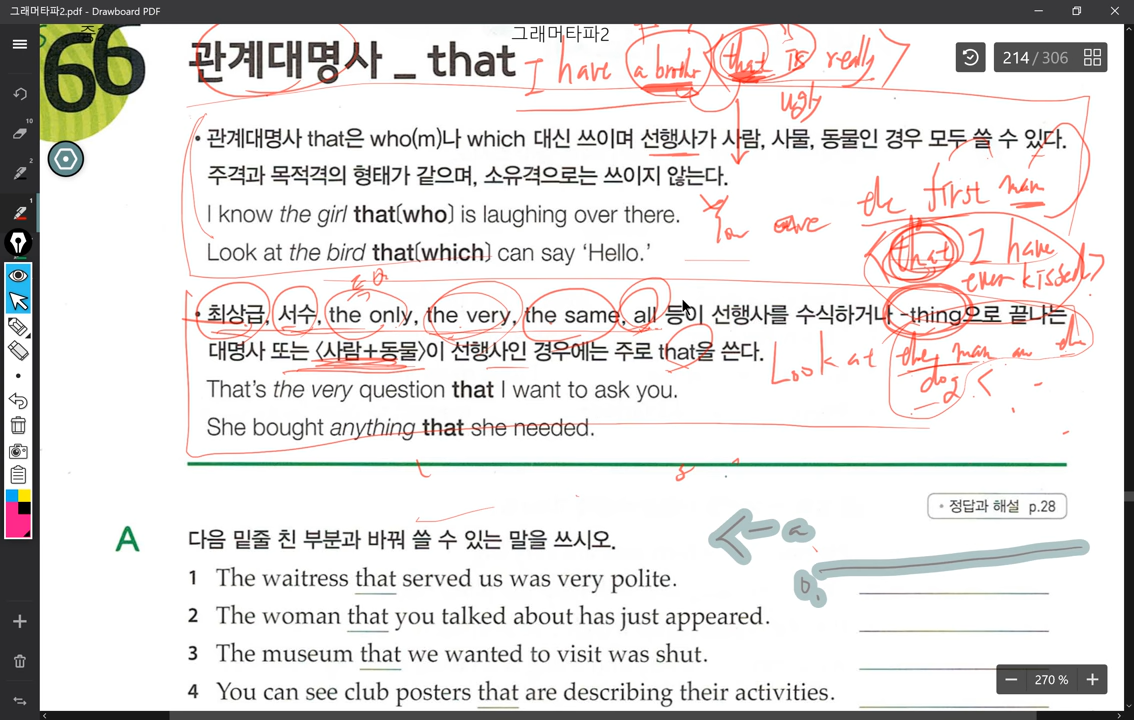 그래머타파2.pdf - Drawboard PDF
그래머타파2
66
관계대명사 _ that
I have a brother that is really
ugly
214 / 306
• 관계대명사 that은 who(m)나 which 대신 쓰이며 선행사가 사람, 사물, 동물인 경우 모두 쓸 수 있다.
주격과 목적격의 형태가 같으며, 소유격으로는 쓰이지 않는다.
I know the girl that(who) is laughing over there.
Look at the bird that(which) can say ‘Hello.’
You are the first man
that I have
ever kissed
• 최상급, 서수, the only, the very, the same, all 등이 선행사를 수식하거나 -thing으로 끝나는
대명사 또는 〈사람+동물〉이 선행사인 경우에는 주로 that을 쓴다.
Look at the man
dog
That’s the very question that I want to ask you.
She bought anything that she needed.
• 정답과 해설 p.28
A 다음 밑줄 친 부분과 바꿔 쓸 수 있는 말을 쓰시오.
a
b
1 The waitress that served us was very polite.
2 The woman that you talked about has just appeared.
3 The museum that we wanted to visit was shut.
4 You can see club posters that are describing their activities.
270 %